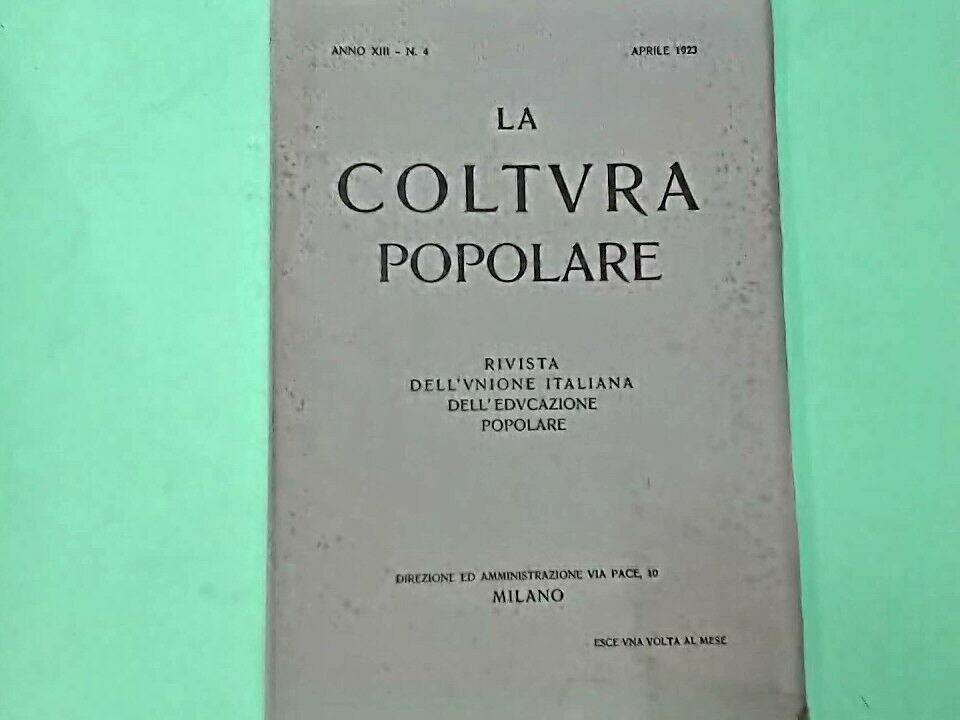 ANNO XIII - N. 4 APRILE 1923
LA
COLTVRA
POPOLARE
RIVISTA
DELL'VNIONE ITALIANA
DELL'EDVCAZIONE
POPOLARE
DIREZIONE ED AMMINISTRAZIONE VIA PACE, 10
MILANO
ESCE VNA VOLTA AL MESE